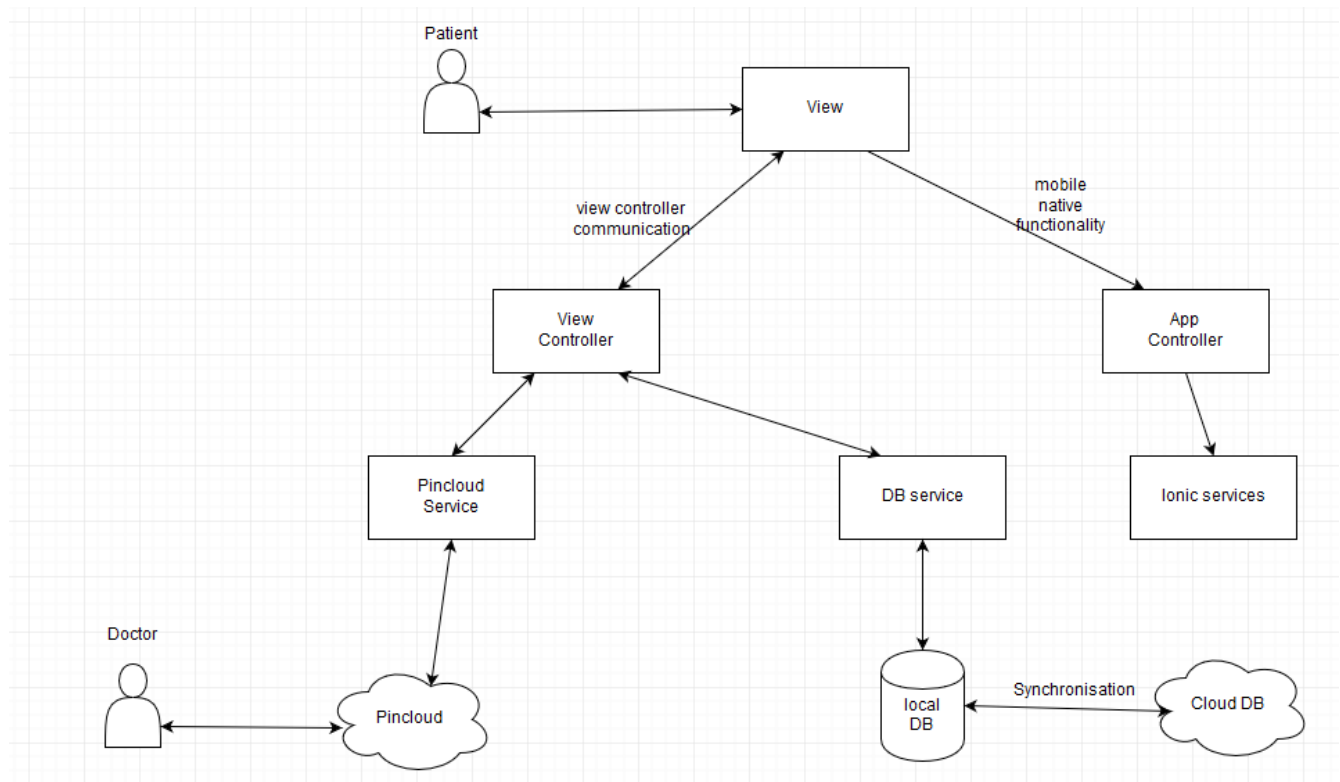 Patient
View
mobile
native
functionality
view controller
communication
View
Controller
App
Controller
Pincloud
Service
DB service
Ionic services
Doctor
Pincloud
local
DB
Synchronisation
Cloud DB